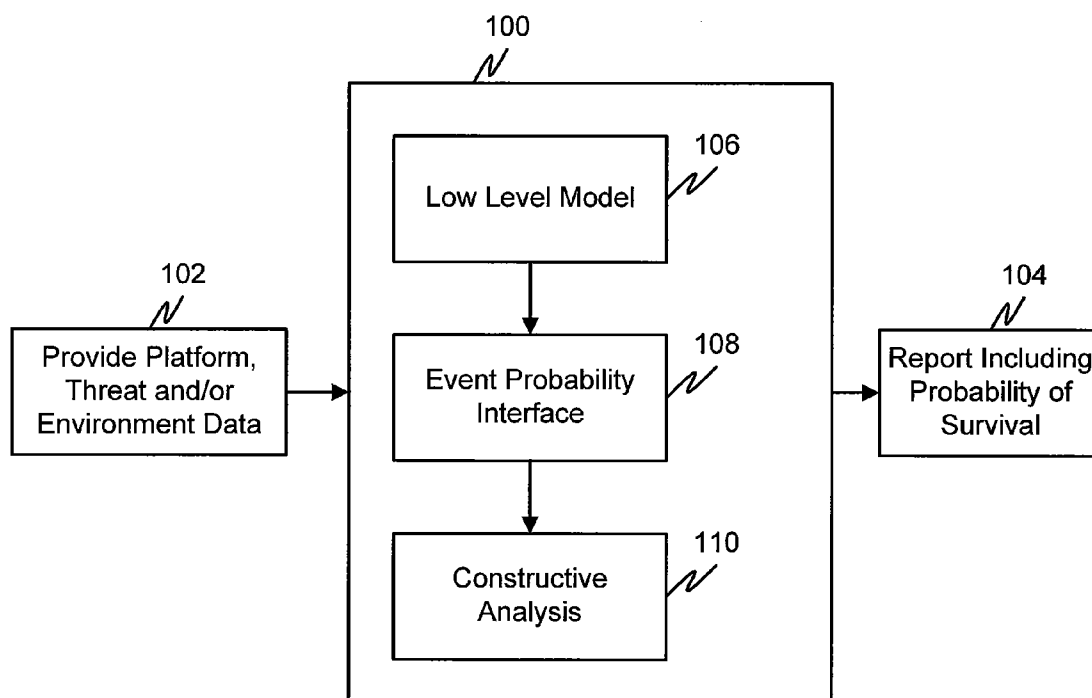 100
106
Low Level Model
102
Provide Platform,
Threat and/or
Environment Data
108
Event Probability
Interface
104
Report Including
Probability of
Survival
110
Constructive
Analysis